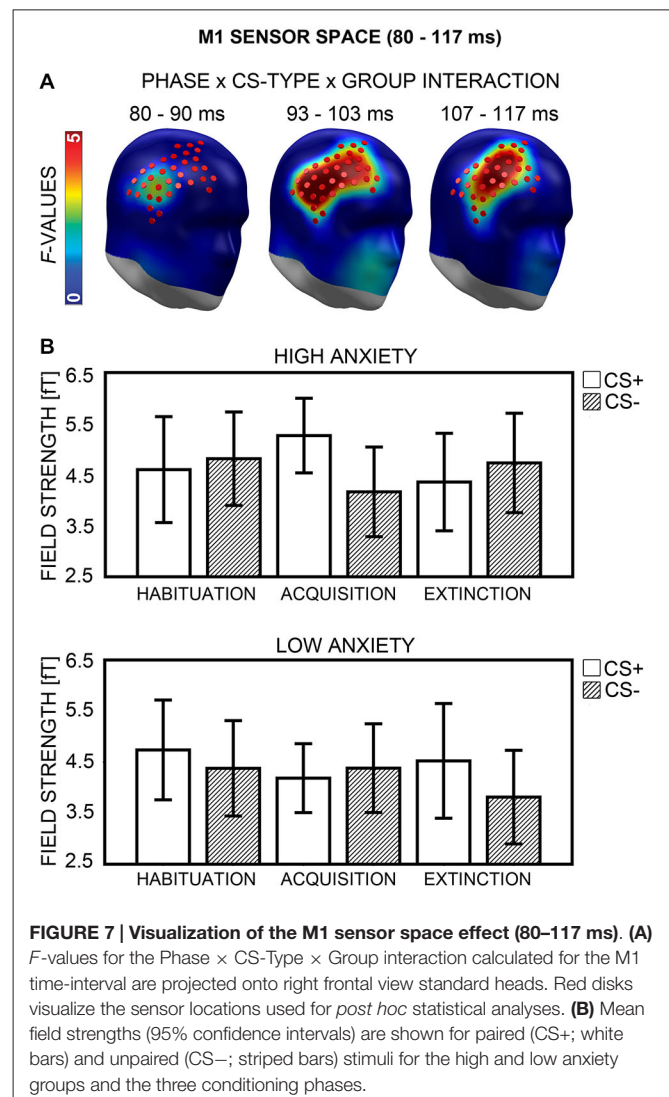 M1 SENSOR SPACE (80 - 117 ms)
A
PHASE x CS-TYPE x GROUP INTERACTION
80 - 90 ms 93 - 103 ms 107 - 117 ms
F-VALUES
5
0
B
HIGH ANXIETY
FIELD STRENGTH [fT]
6.5
5.5
4.5
3.5
2.5
CS+
CS-
HABITUATION ACQUISITION EXTINCTION
LOW ANXIETY
FIELD STRENGTH [fT]
6.5
5.5
4.5
3.5
2.5
CS+
CS-
HABITUATION ACQUISITION EXTINCTION
FIGURE 7 | Visualization of the M1 sensor space effect (80–117 ms). (A)
F-values for the Phase × CS-Type × Group interaction calculated for the M1
time-interval are projected onto right frontal view standard heads. Red disks
visualize the sensor locations used for post hoc statistical analyses. (B) Mean
field strengths (95% confidence intervals) are shown for paired (CS+; white
bars) and unpaired (CS−; striped bars) stimuli for the high and low anxiety
groups and the three conditioning phases.